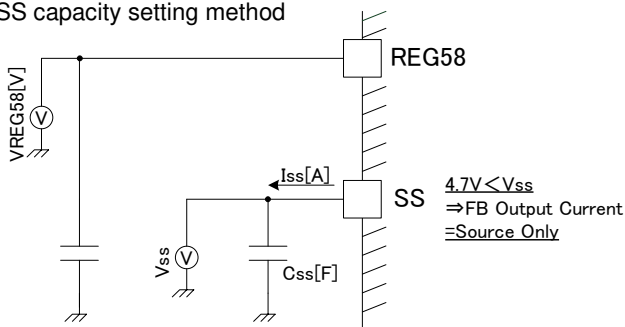 SS capacity setting method
REG58
VREG58[V]
V
Iss[A]
SS
4.7V＜Vss
⇒FB Output Current
=Source Only
Vss
V
Css[F]